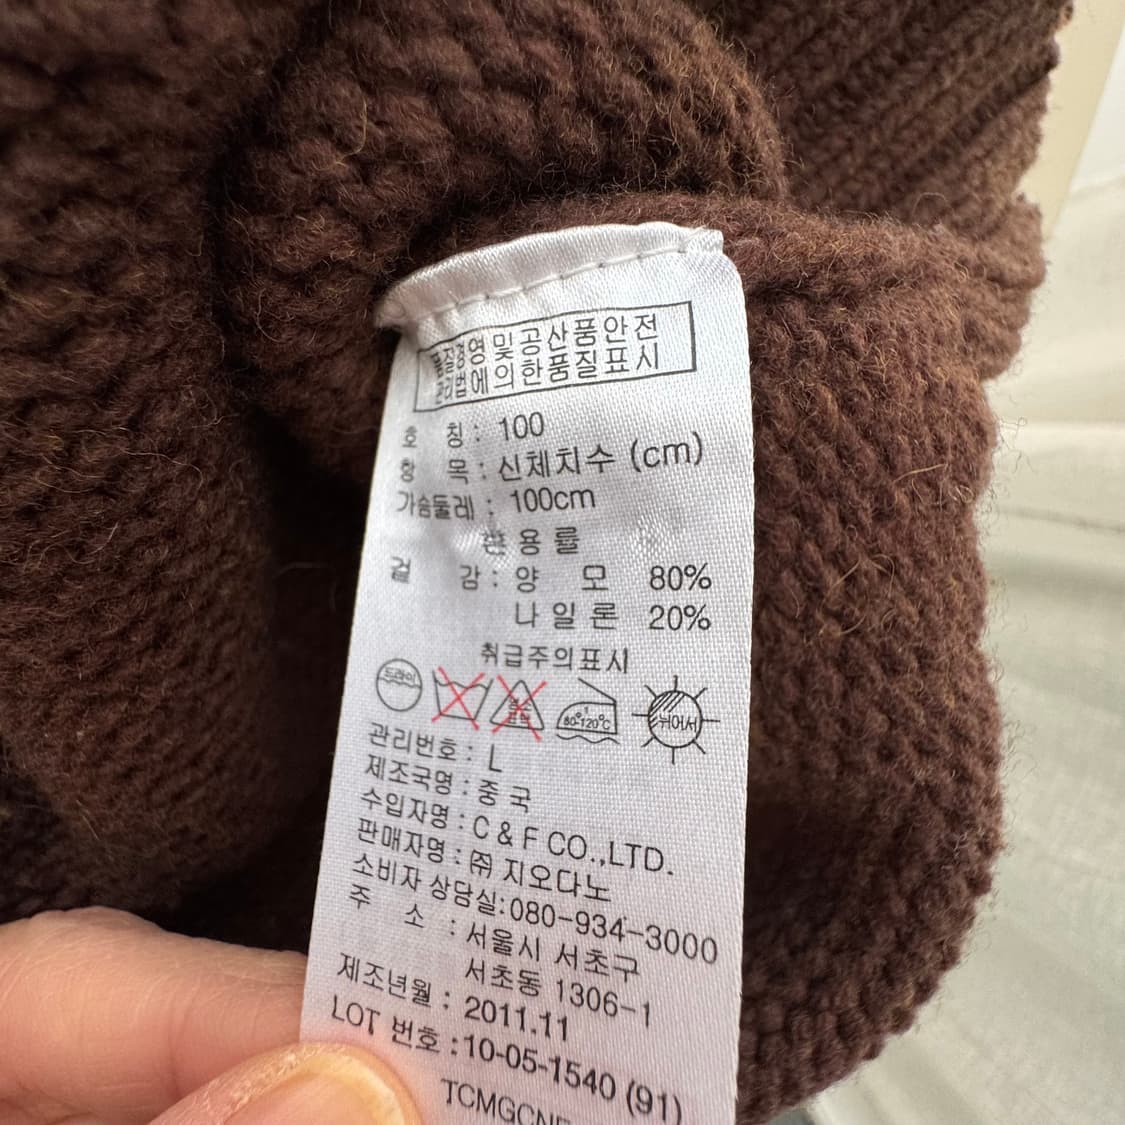 품질경영및공산품안전
관리법에의한품질표시
호 칭 : 100
항 목 : 신체치수 (cm)
가슴둘레 : 100cm
혼용률
겉 감 : 양 모 80%
나일론 20%
취급주의표시
드라이
80~120℃
뉘어서
관리번호 : L
제조국명 : 중국
수입자명 : C & F CO.,LTD.
판매자명 : ㈜ 지오다노
소비자 상담실:080-934-3000
주 소 : 서울시 서초구
서초동 1306-1
제조년월 : 2011.11
LOT 번호 :10-05-1540 (91)